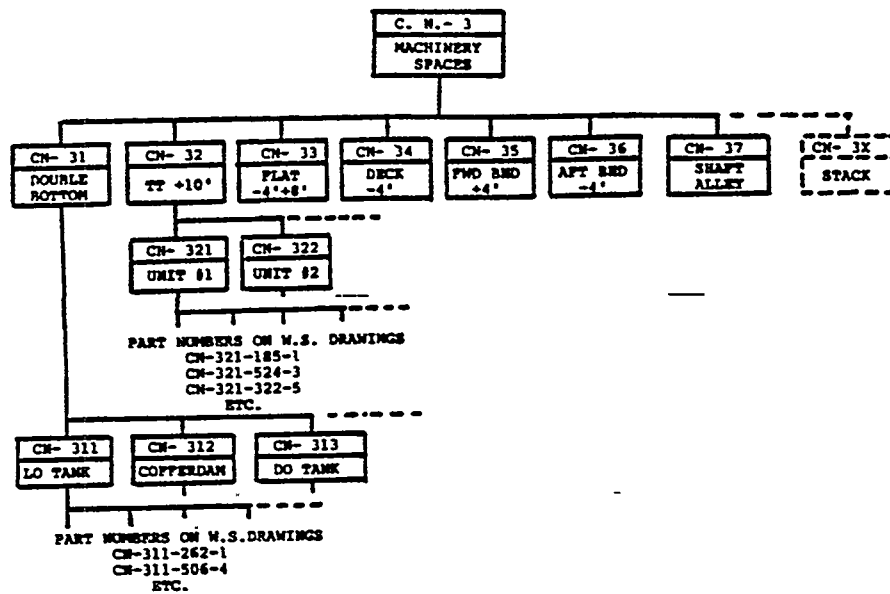 C. N.- 3
MACHINERY
SPACES
CN- 31
DOUBLE
BOTTOM
CN- 32
TT +10'
CN- 33
FLAT
-4'+8'
CN- 34
DECK
-4'
CN- 35
FWD BHD
+4'
CN- 36
AFT BHD
-4'
CN- 37
SHAFT
ALLEY
CN- 3X
STACK
CN- 321
UNIT #1
CN- 322
UNIT #2
PART NUMBERS ON W.S. DRAWINGS
CN-321-185-1
CN-321-524-3
CN-321-322-5
ETC.
CN- 311
LO TANK
CN- 312
COFFERDAM
CN- 313
DO TANK
PART NUMBERS ON W.S.DRAWINGS
CN-311-262-1
CN-311-506-4
ETC.